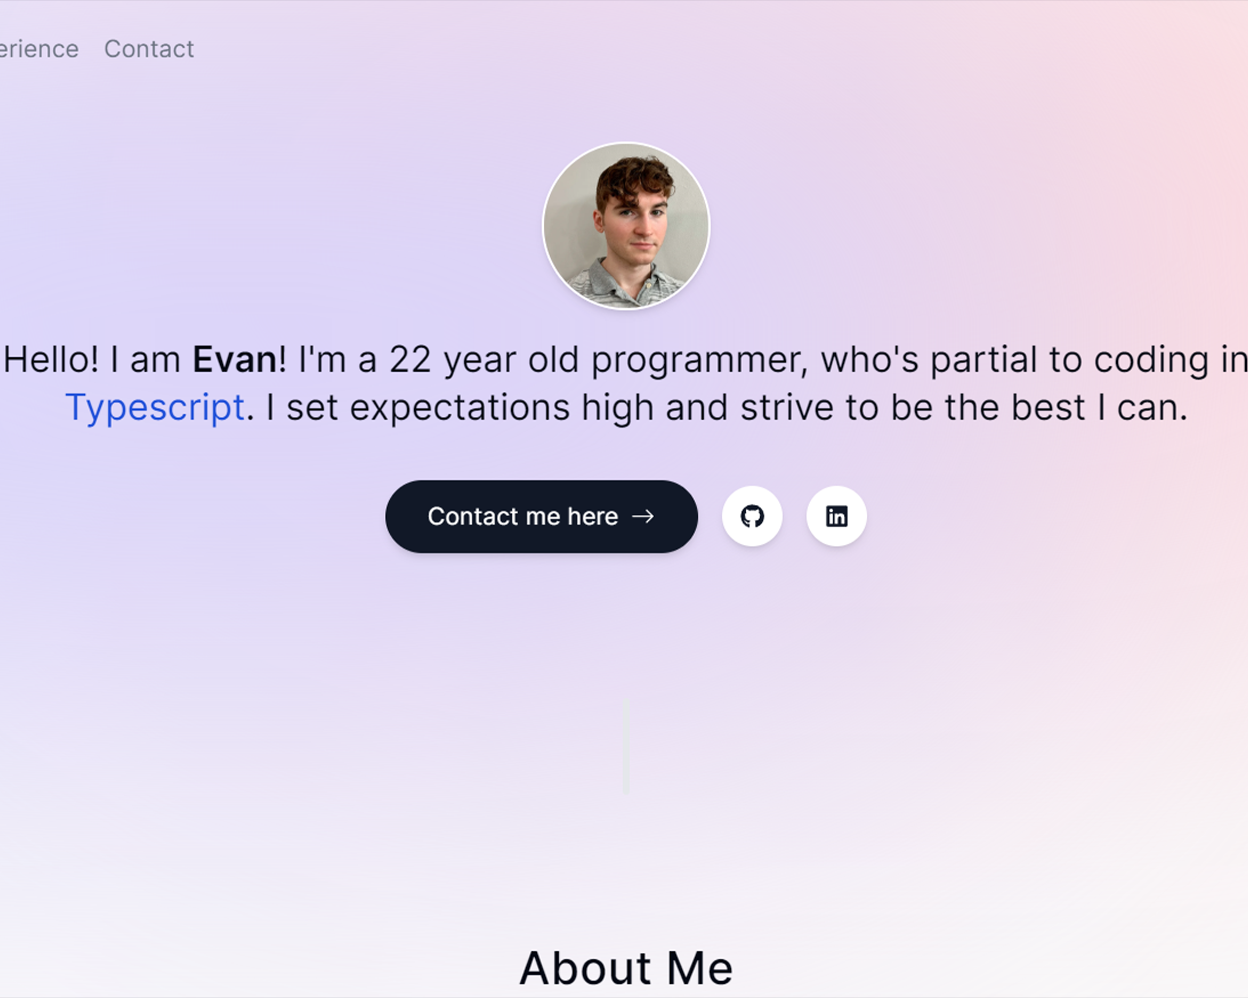 erience Contact
Hello! I am Evan! I'm a 22 year old programmer, who's partial to coding in
Typescript. I set expectations high and strive to be the best I can.
Contact me here →
in
About Me